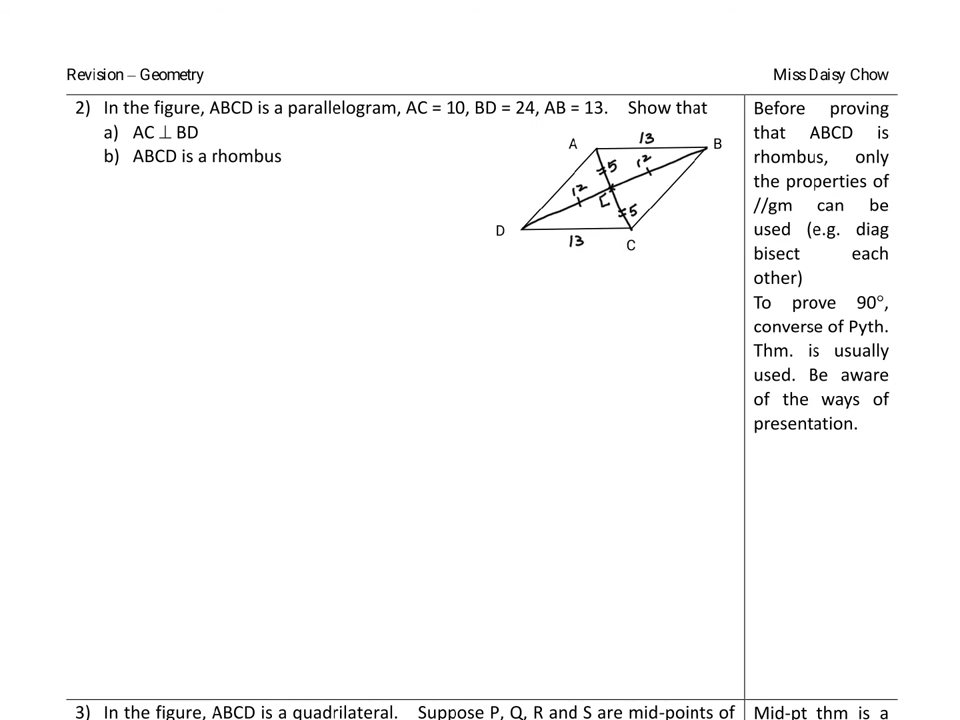 Revision – Geometry
Miss Daisy Chow
2) In the figure, ABCD is a parallelogram, AC = 10, BD = 24, AB = 13. Show that
a) AC ⊥ BD
b) ABCD is a rhombus
A
13
B
5
12
12
E
5
D
13
C
Before proving
that ABCD is
rhombus, only
the properties of
//gm can be
used (e.g. diag
bisect each
other)
To prove 90°,
converse of Pyth.
Thm. is usually
used. Be aware
of the ways of
presentation.
3) In the figure, ABCD is a quadrilateral. Suppose P, Q, R and S are mid-points of
Mid-pt thm is a